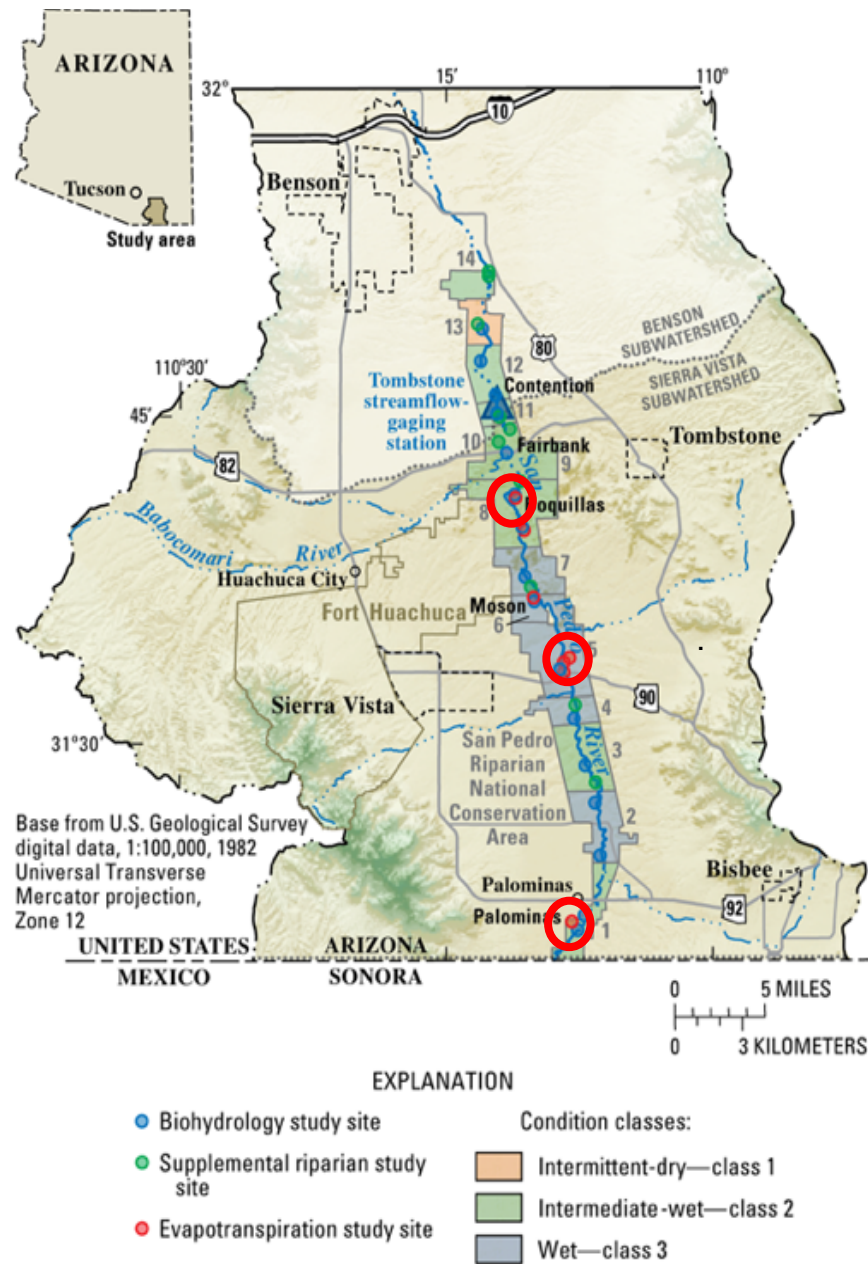 ARIZONA
Tucson
Study area
15'
110°
32°
10
Benson
14
13
80
BENSON
SUBWATERSHED
SIERRA VISTA
SUBWATERSHED
110°30'
12
Tombstone
streamflow-
gaging
station
Contention
45'
11
10
Fairbank
Tombstone
82
San
9
8
Boquillas
Babocomari
River
7
Huachuca City
Fort Huachuca
Moson
6
Pedro
5
Sierra Vista
90
4
31°30'
San Pedro
Riparian
National
Conservation
Area
River
3
2
Base from U.S. Geological Survey
digital data, 1:100,000, 1982
Universal Transverse
Mercator projection,
Zone 12
Bisbee
Palominas
92
Palominas
1
UNITED STATES
ARIZONA
MEXICO
SONORA
0 5 MILES
0 3 KILOMETERS
EXPLANATION
Biohydrology study site
Supplemental riparian study
site
Evapotranspiration study site
Condition classes:
Intermittent-dry—class 1
Intermediate-wet—class 2
Wet—class 3